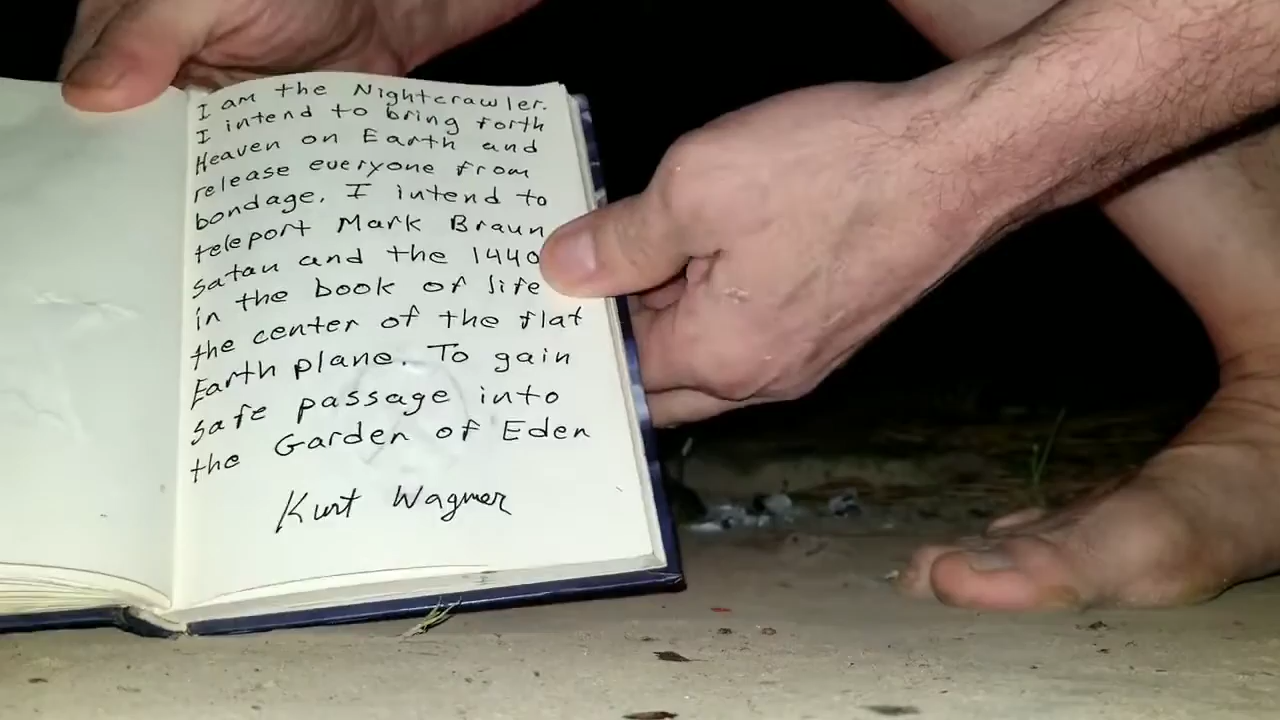 I am the Nightcrawler.
I intend to bring forth
Heaven on Earth and
release everyone from
bondage. I intend to
teleport Mark Braun
satan and the 1440
in the book of life
the center of the flat
Earth plane. To gain
safe passage into
the Garden of Eden
Kurt Wagner